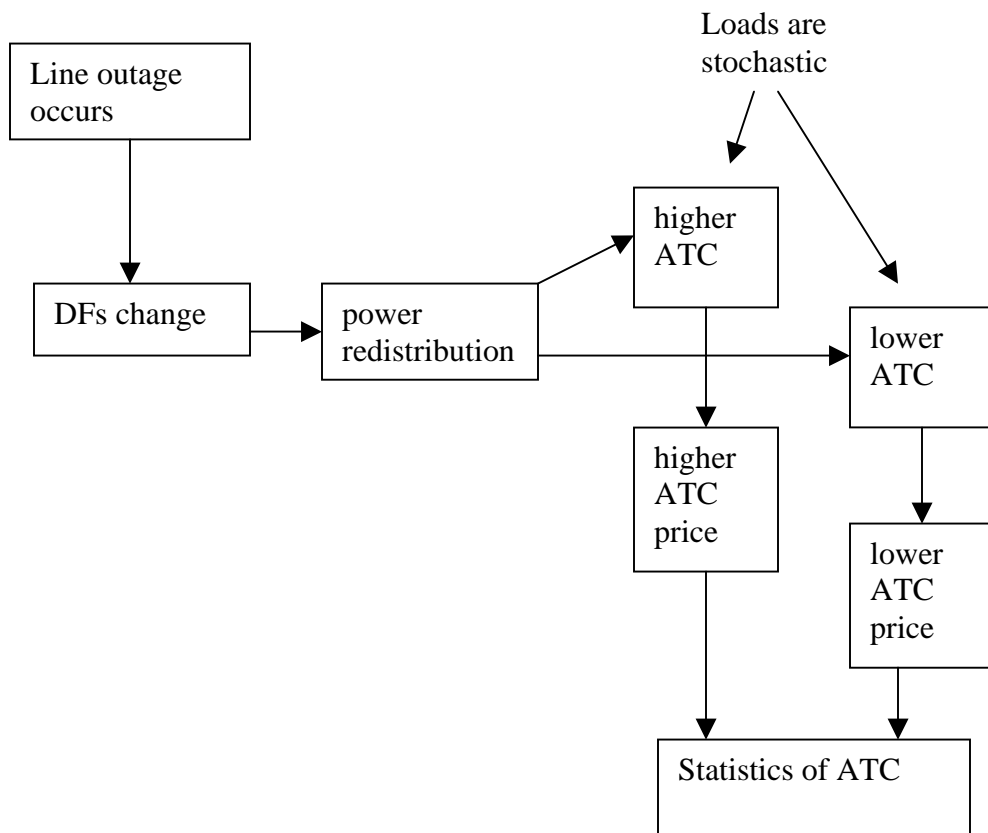 Loads are
stochastic
Line outage
occurs
higher
ATC
DFs change
power
redistribution
lower
ATC
higher
ATC
price
lower
ATC
price
Statistics of ATC